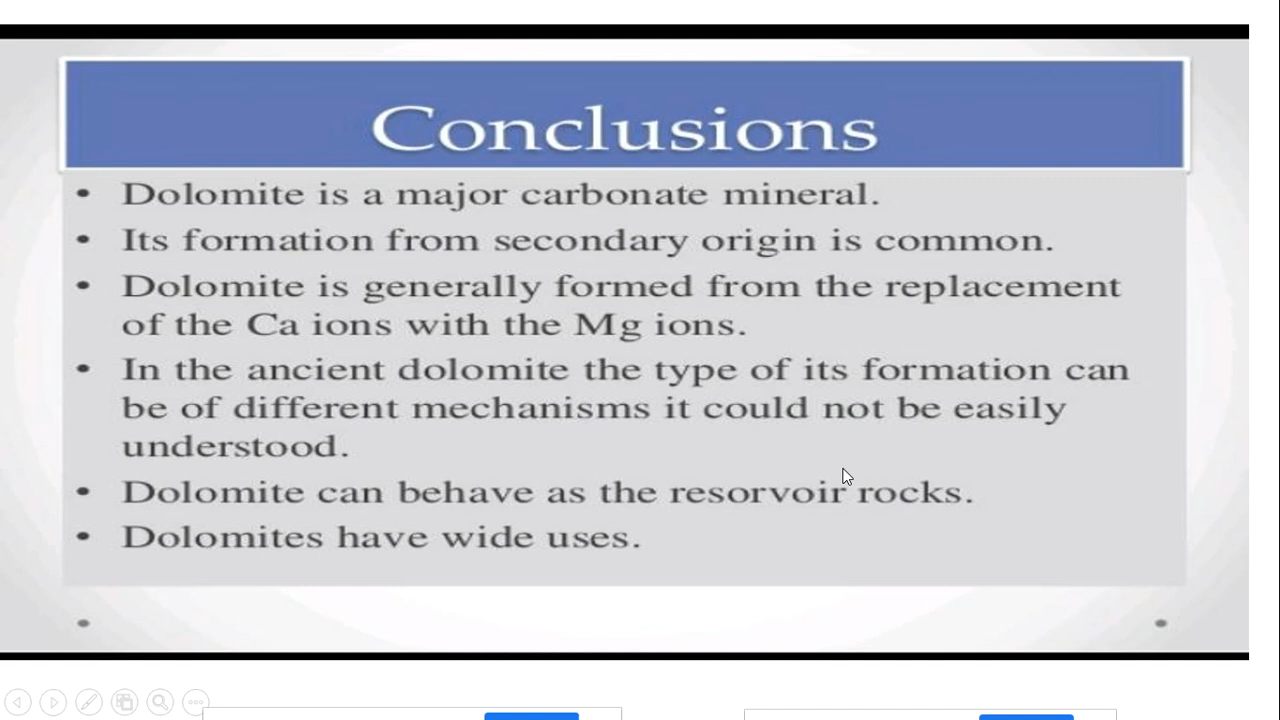 Conclusions
• Dolomite is a major carbonate mineral.
• Its formation from secondary origin is common.
• Dolomite is generally formed from the replacement
of the Ca ions with the Mg ions.
• In the ancient dolomite the type of its formation can
be of different mechanisms it could not be easily
understood.
• Dolomite can behave as the resorvoir rocks.
• Dolomites have wide uses.